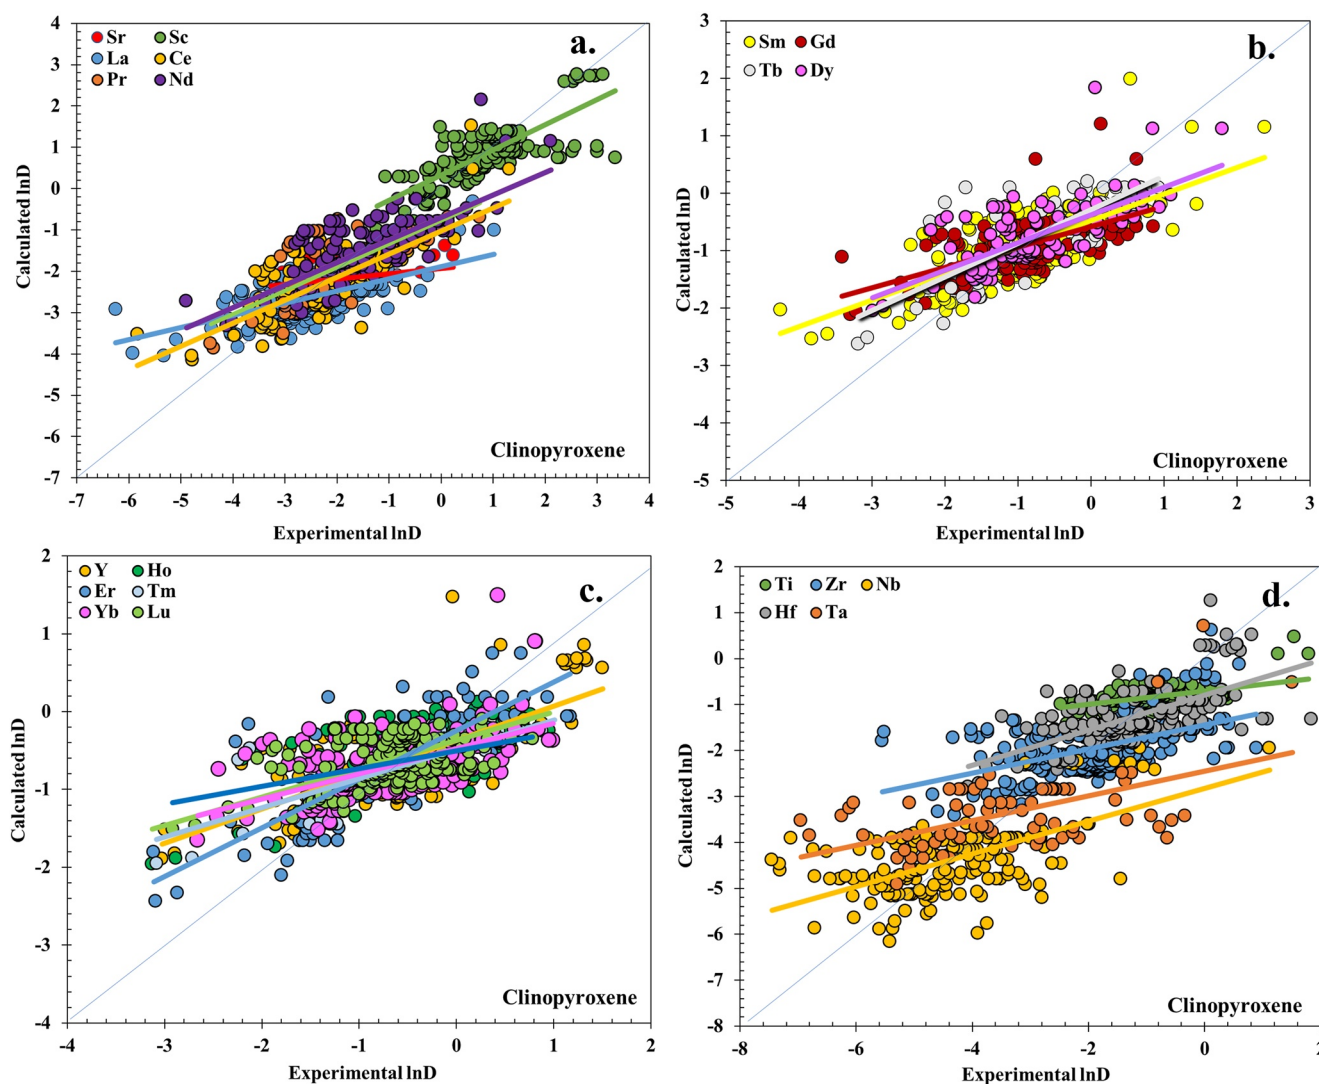 a.
Sr Sc
La Ce
Pr Nd
4
3
2
1
0
-1
-2
-3
-4
-5
-6
-7
Calculated lnD
Clinopyroxene
-7 -6 -5 -4 -3 -2 -1 0 1 2 3 4
Experimental lnD
b.
Sm Gd
Tb Dy
3
2
1
0
-1
-2
-3
-4
-5
Calculated lnD
Clinopyroxene
-5 -4 -3 -2 -1 0 1 2 3
Experimental lnD
c.
Y Ho
Er Tm
Yb Lu
2
1
0
-1
-2
-3
-4
Calculated lnD
Clinopyroxene
-4 -3 -2 -1 0 1 2
Experimental lnD
d.
Ti Zr Nb
Hf Ta
2
1
0
-1
-2
-3
-4
-5
-6
-7
-8
Calculated lnD
Clinopyroxene
-8 -6 -4 -2 0 2
Experimental lnD